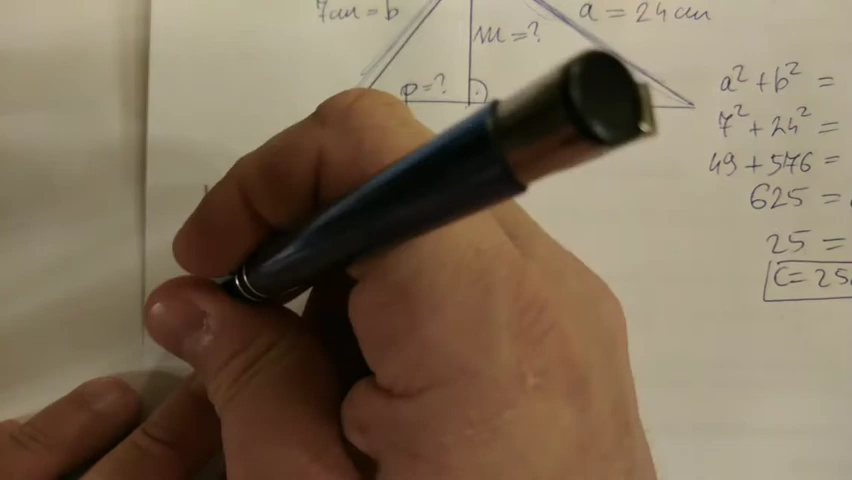 7cm = b
a = 24 cm
m = ?
p = ?
a² + b² =
7² + 24² =
49 + 576 =
625 =
25 =
C = 25